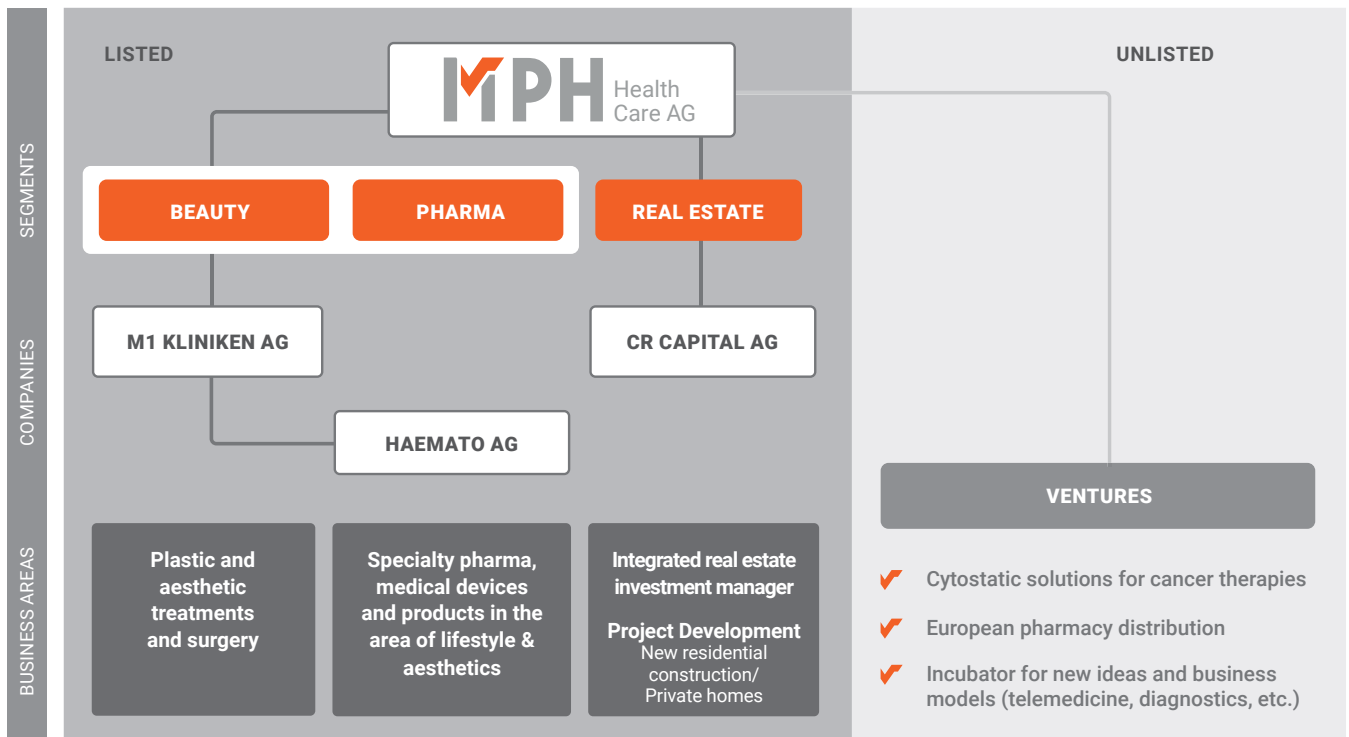 LISTED
UNLISTED
MPH Health
Care AG
SEGMENTS
BEAUTY
PHARMA
REAL ESTATE
COMPANIES
M1 KLINIKEN AG
CR CAPITAL AG
HAEMATO AG
VENTURES
BUSINESS AREAS
Plastic and
aesthetic
treatments
and surgery
Specialty pharma,
medical devices
and products in the
area of lifestyle &
aesthetics
Integrated real estate
investment manager
Project Development
New residential
construction/
Private homes
Cytostatic solutions for cancer therapies
European pharmacy distribution
Incubator for new ideas and business
models (telemedicine, diagnostics, etc.)